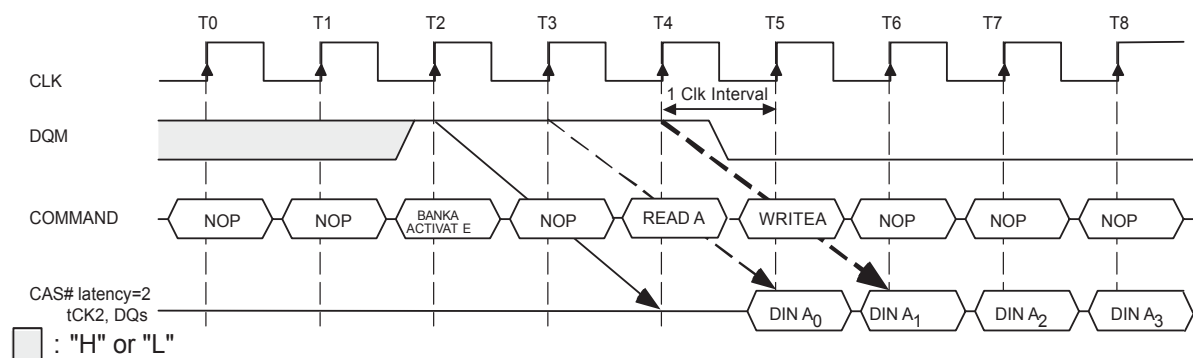 T0 T1 T2 T3 T4 T5 T6 T7 T8
CLK
1 Clk Interval
DQM
COMMAND NOP NOP BANKA ACTIVAT E NOP READ A WRITEA NOP NOP NOP
CAS# latency=2
tCK2, DQs DIN A0 DIN A1 DIN A2 DIN A3
: "H" or "L"